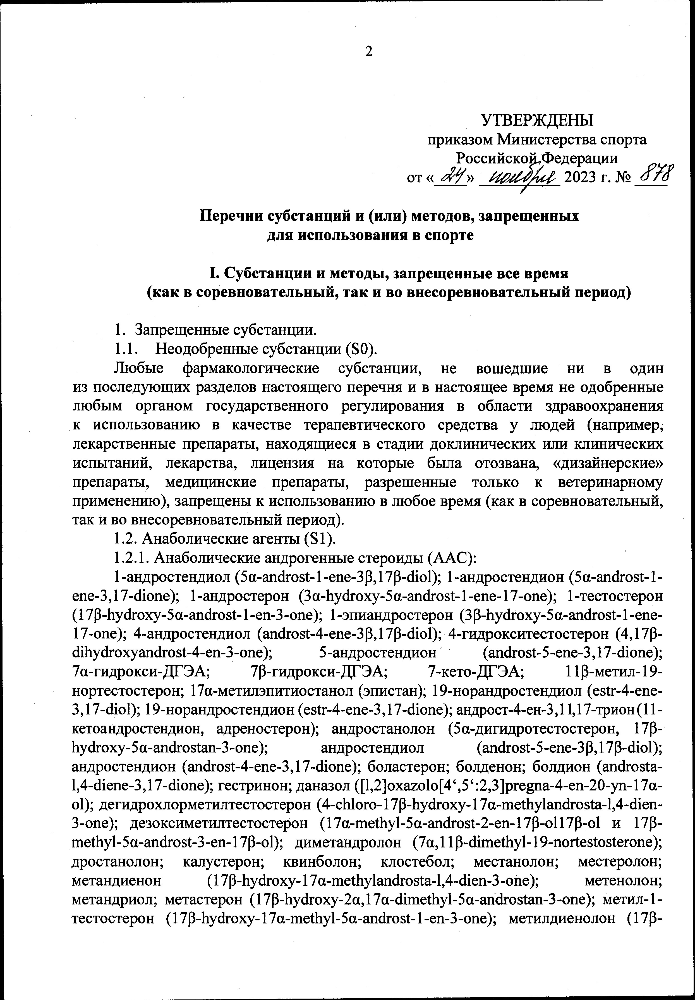 2
УТВЕРЖДЕНЫ
приказом Министерства спорта
Российской Федерации
от «24» ноября 2023 г. № 878
Перечни субстанций и (или) методов, запрещенных
для использования в спорте
I. Субстанции и методы, запрещенные все время
(как в соревновательный, так и во внесоревновательный период)
1. Запрещенные субстанции.
1.1. Неодобренные субстанции (S0).
Любые фармакологические субстанции, не вошедшие ни в один
из последующих разделов настоящего перечня и в настоящее время не одобренные
любым органом государственного регулирования в области здравоохранения
к использованию в качестве терапевтического средства у людей (например,
лекарственные препараты, находящиеся в стадии доклинических или клинических
испытаний, лекарства, лицензия на которые была отозвана, «дизайнерские»
препараты, медицинские препараты, разрешенные только к ветеринарному
применению), запрещены к использованию в любое время (как в соревновательный,
так и во внесоревновательный период).
1.2. Анаболические агенты (S1).
1.2.1. Анаболические андрогенные стероиды (ААС):
1-андростендиол (5α-androst-1-ene-3β,17β-diol); 1-андростендион (5α-androst-1-
ene-3,17-dione); 1-андростерон (3α-hydroxy-5α-androst-1-ene-17-one); 1-тестостерон
(17β-hydroxy-5α-androst-1-en-3-one); 1-эпиандростерон (3β-hydroxy-5α-androst-1-ene-
17-one); 4-андростендиол (androst-4-ene-3β,17β-diol); 4-гидрокситестостерон (4,17β-
dihydroxyandrost-4-en-3-one); 5-андростендион (androst-5-ene-3,17-dione);
7α-гидрокси-ДГЭА; 7β-гидрокси-ДГЭА; 7-кето-ДГЭА; 11β-метил-19-
нортестостерон; 17α-метилэпитиостанол (эпистан); 19-норандростендиол (estr-4-ene-
3,17-diol); 19-норандростендион (estr-4-ene-3,17-dione); андрост-4-ен-3,11,17-трион (11-
кетоандростендион, адреностерон); андростанолон (5α-дигидротестостерон, 17β-
hydroxy-5α-androstan-3-one); андростендиол (androst-5-ene-3β,17β-diol);
андростендион (androst-4-ene-3,17-dione); боластерон; болденон; болдион (androsta-
l,4-diene-3,17-dione); гестринон; даназол ([l,2]oxazolo[4‘,5‘:2,3]pregna-4-en-20-yn-17α-
ol); дегидрохлорметилтестостерон (4-chloro-17β-hydroxy-17α-methylandrosta-l,4-dien-
3-one); дезоксиметилтестостерон (17α-methyl-5α-androst-2-en-17β-ol17β-ol и 17β-
methyl-5α-androst-3-en-17β-ol); диметандролон (7α,11β-dimethyl-19-nortestosterone);
дростанолон; калустерон; квинболон; клостебол; местанолон; местеролон;
метандиенон (17β-hydroxy-17α-methylandrosta-l,4-dien-3-one); метенолон;
метандриол; метастерон (17β-hydroxy-2α,17α-dimethyl-5α-androstan-3-one); метил-1-
тестостерон (17β-hydroxy-17α-methyl-5α-androst-1-en-3-one); метилдиенолон (17β-